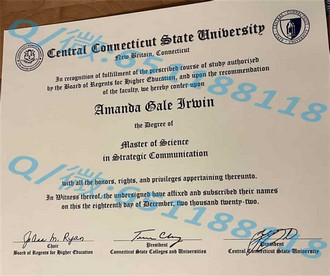 Central Connecticut State University
New Britain, Connecticut
In recognition of fulfillment of the prescribed course of study authorized
by the Board of Regents for Higher Education, and upon the recommendation
of the faculty, we hereby confer upon
Amanda Gale Irwin
the Degree of
Master of Science
in Strategic Communication
with all the honors, rights, and privileges appertaining thereunto.
In Witness thereof, the undersigned have affixed and subscribed their names
on this the eighteenth day of December, two thousand twenty-two.
Chair
Board of Regents for Higher Education
President
Connecticut State Colleges and Universities
President
Central Connecticut State University